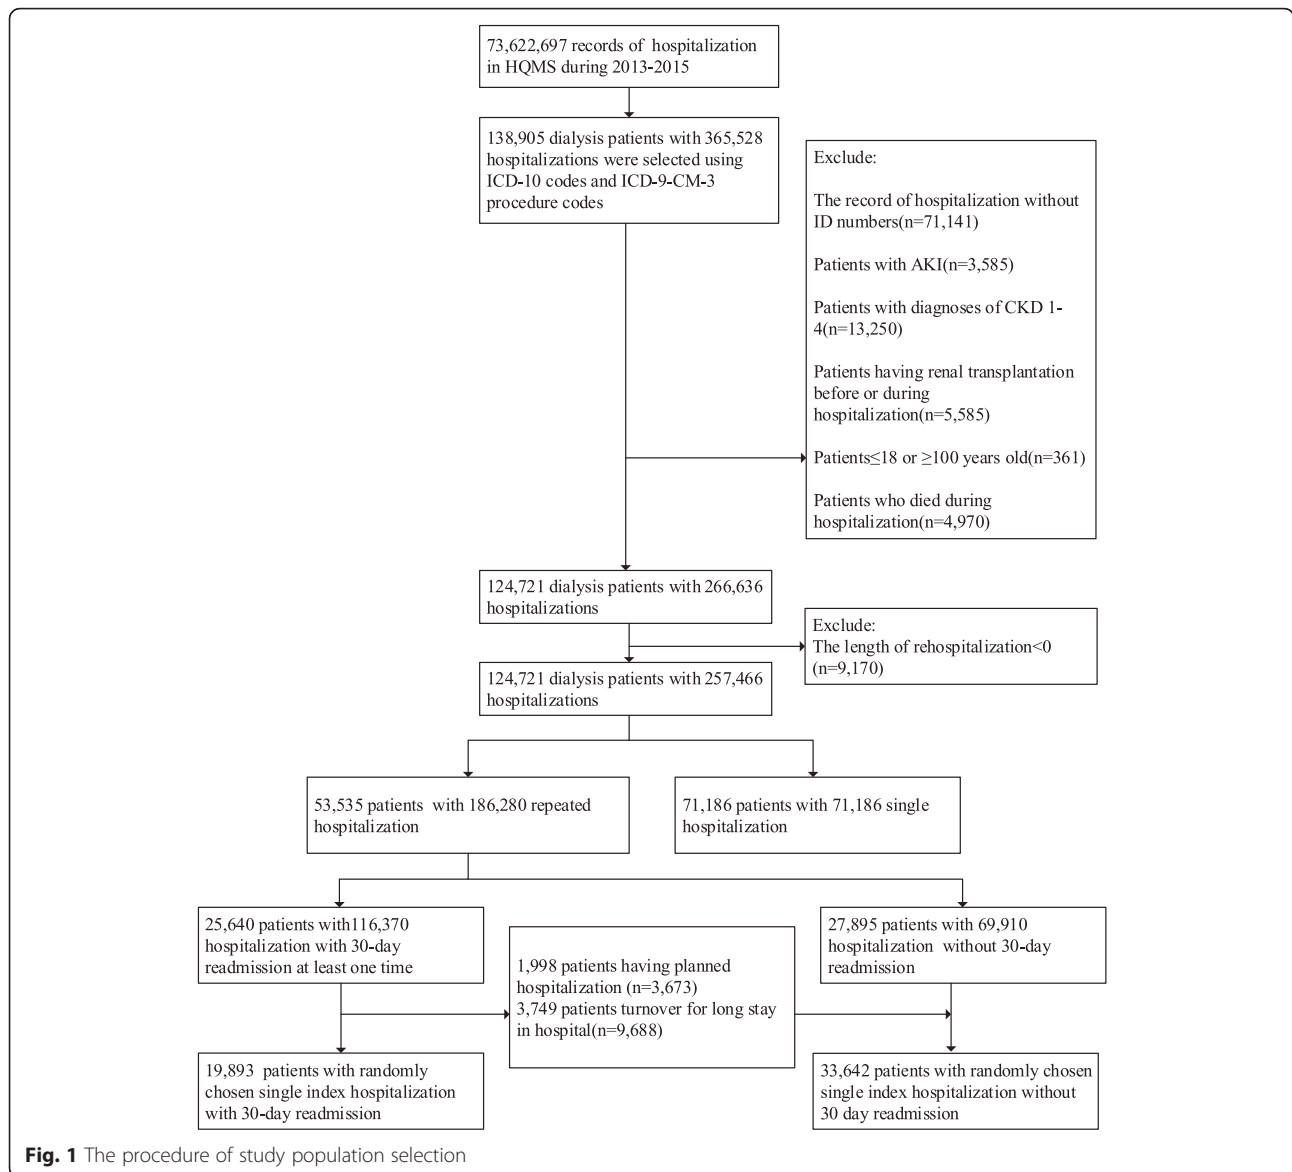 73,622,697 records of hospitalization
in HQMS during 2013-2015
138,905 dialysis patients with 365,528
hospitalizations were selected using
ICD-10 codes and ICD-9-CM-3
procedure codes
Exclude:
The record of hospitalization without
ID numbers(n=71,141)
Patients with AKI(n=3,585)
Patients with diagnoses of CKD 1-
4(n=13,250)
Patients having renal transplantation
before or during
hospitalization(n=5,585)
Patients≤18 or ≥100 years old(n=361)
Patients who died during
hospitalization(n=4,970)
124,721 dialysis patients with 266,636
hospitalizations
Exclude:
The length of rehospitalization<0
(n=9,170)
124,721 dialysis patients with 257,466
hospitalizations
53,535 patients with 186,280 repeated
hospitalization
71,186 patients with 71,186 single
hospitalization
25,640 patients with116,370
hospitalization with 30-day
readmission at least one time
1,998 patients having planned
hospitalization (n=3,673)
3,749 patients turnover for long stay
in hospital(n=9,688)
27,895 patients with 69,910
hospitalization without 30-day
readmission
19,893 patients with randomly
chosen single index hospitalization
with 30-day readmission
33,642 patients with randomly chosen
single index hospitalization without
30 day readmission
Fig. 1 The procedure of study population selection